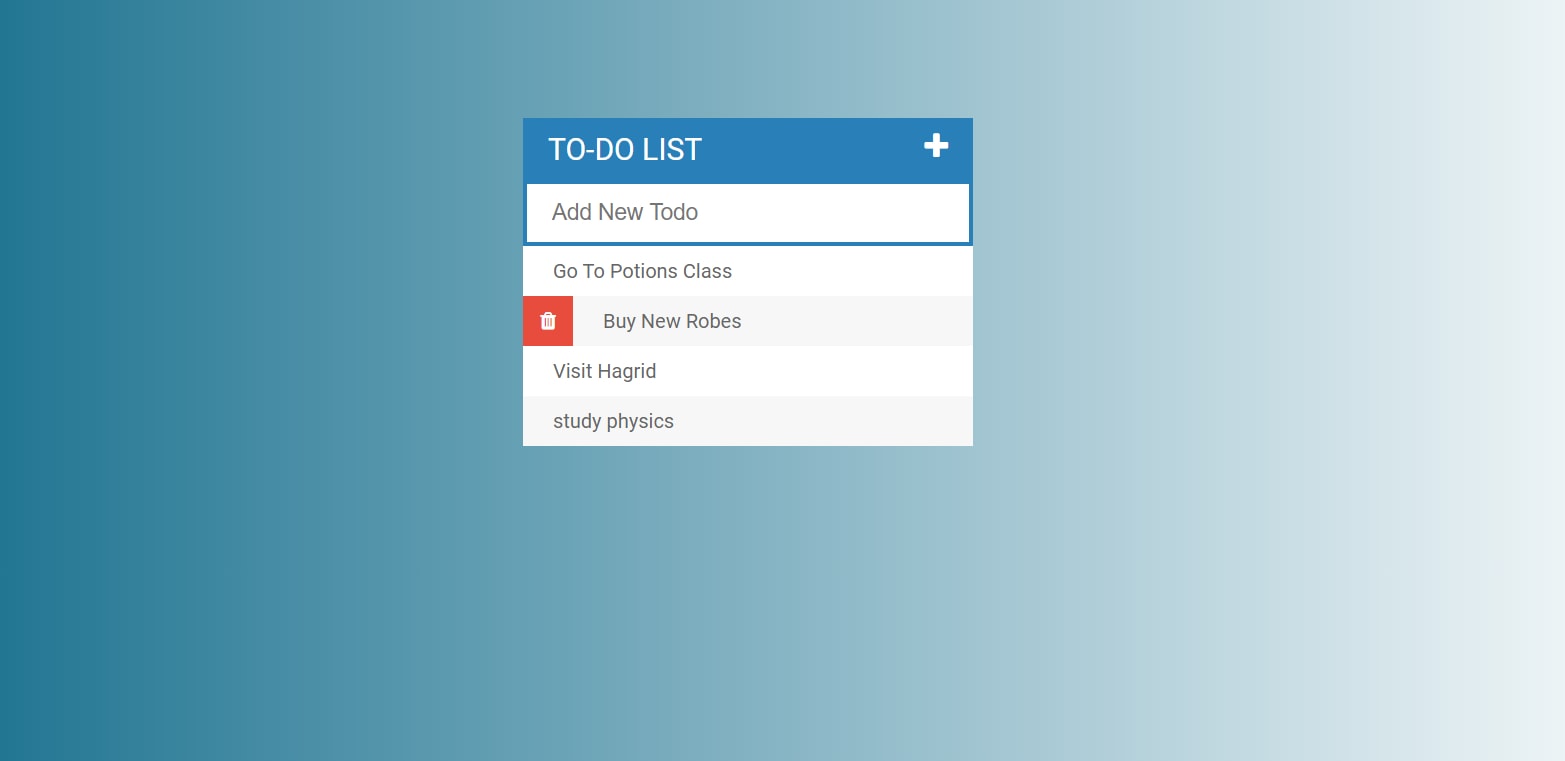 TO-DO LIST
Add New Todo
Go To Potions Class
Buy New Robes
Visit Hagrid
study physics